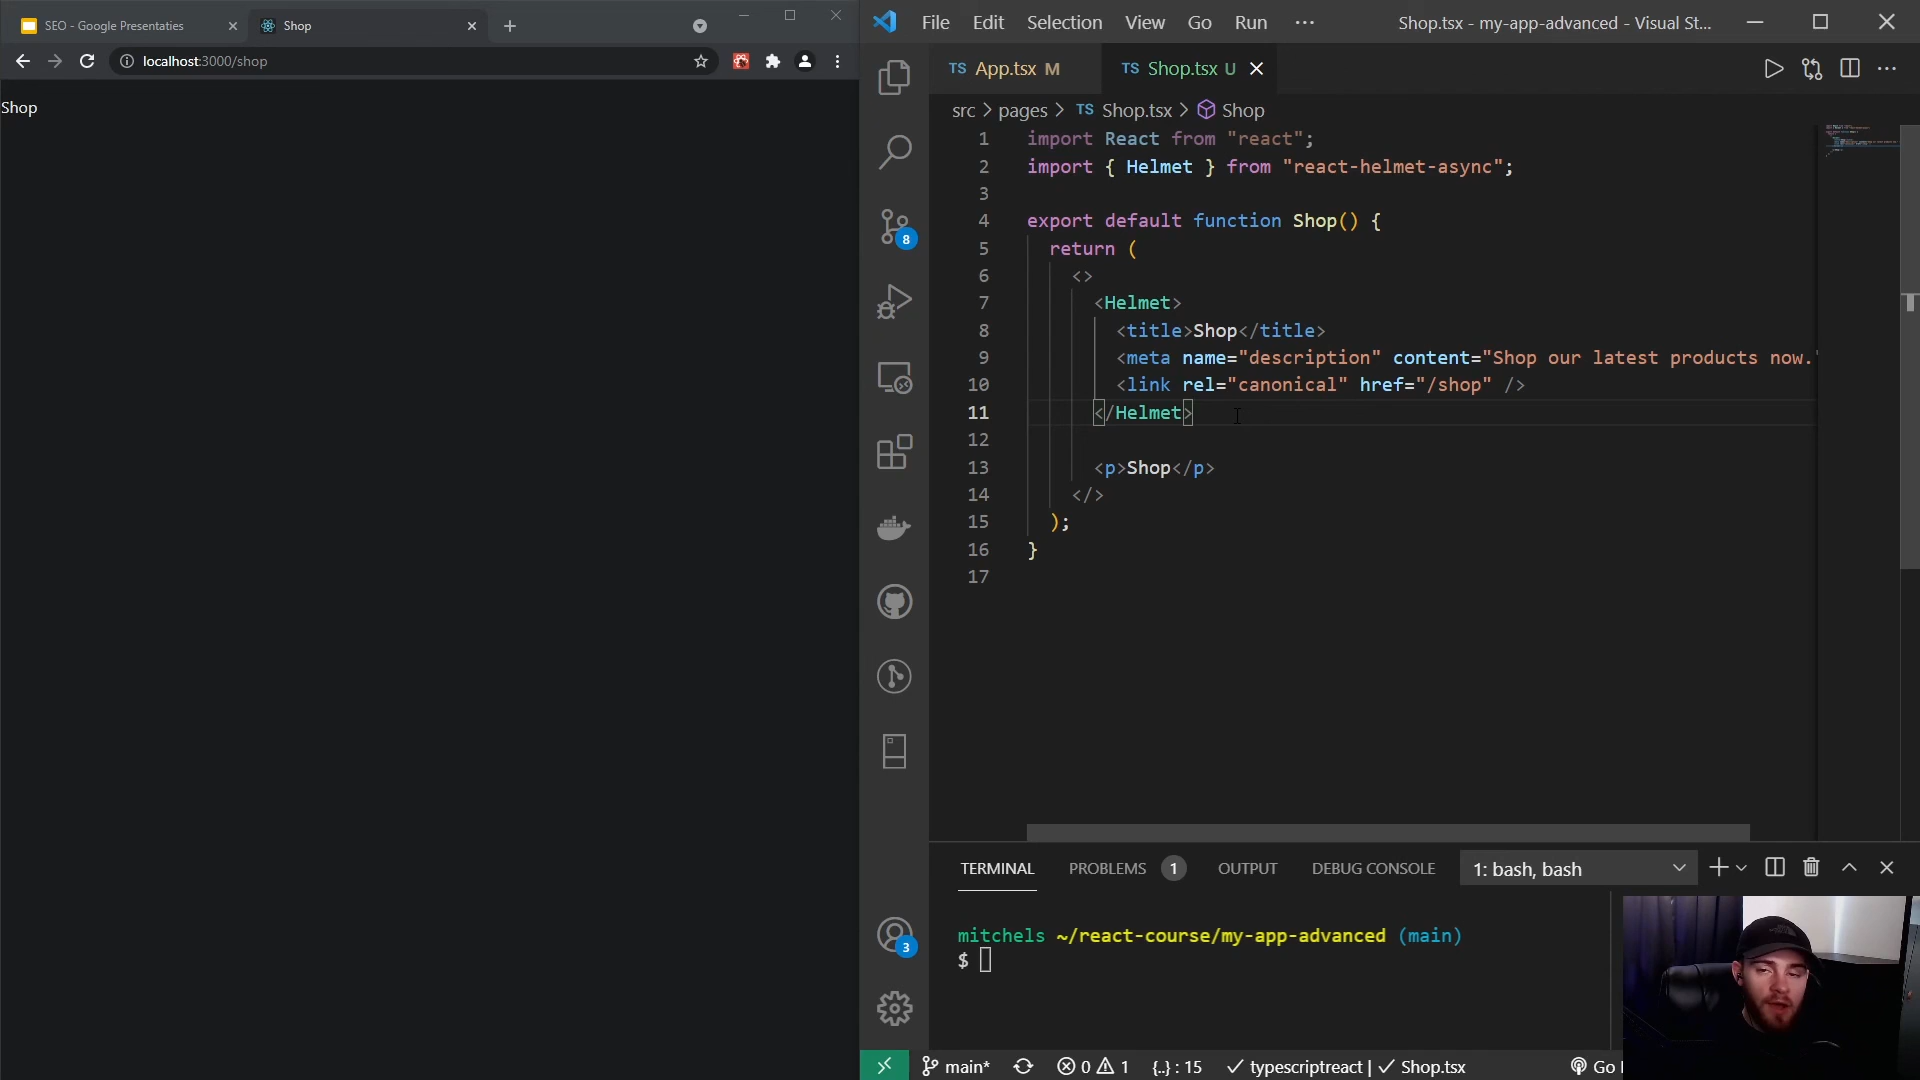 SEO - Google Presentaties
Shop
localhost:3000/shop
Shop
File Edit Selection View Go Run ···
Shop.tsx - my-app-advanced - Visual St...
TS App.tsx M
TS Shop.tsx U
src > pages > TS Shop.tsx > Shop
1 import React from "react";
2 import { Helmet } from "react-helmet-async";
3
4 export default function Shop() {
5 return (
6 <>
7 <Helmet>
8 <title>Shop</title>
9 <meta name="description" content="Shop our latest products now."
10 <link rel="canonical" href="/shop" />
11 </Helmet>
12
13 <p>Shop</p>
14 </>
15 );
16 }
17
8
3
TERMINAL PROBLEMS 1 OUTPUT DEBUG CONSOLE 1: bash, bash
mitchels ~/react-course/my-app-advanced (main)
$
main* 0 1 {..} : 15 typescriptreact | Shop.tsx Go